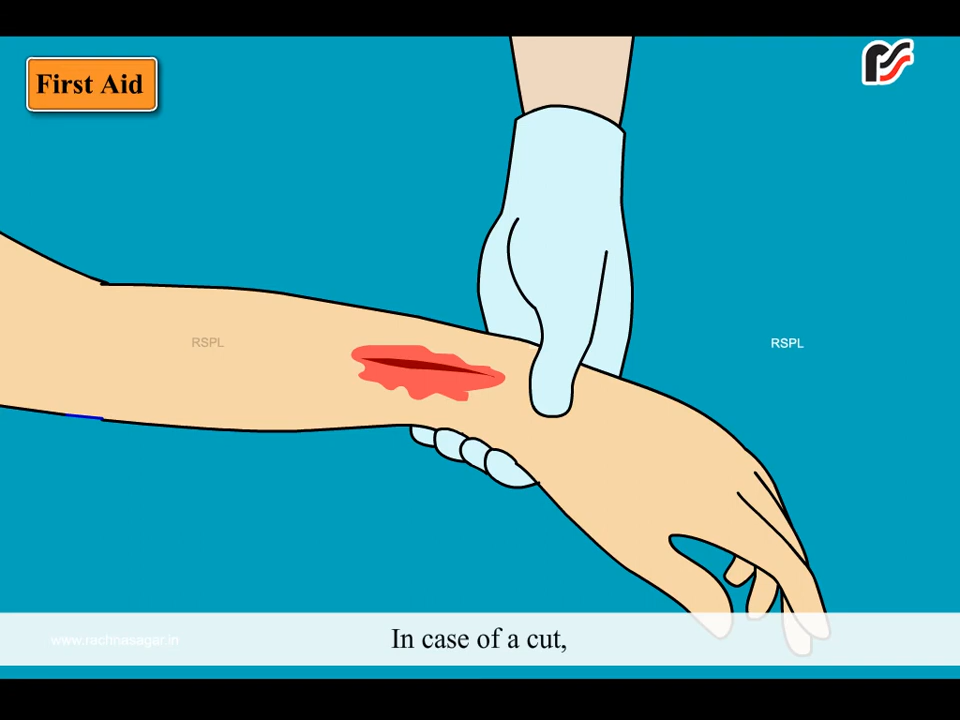 First Aid
RSPL
RSPL
www.rachnasagar.in
In case of a cut,